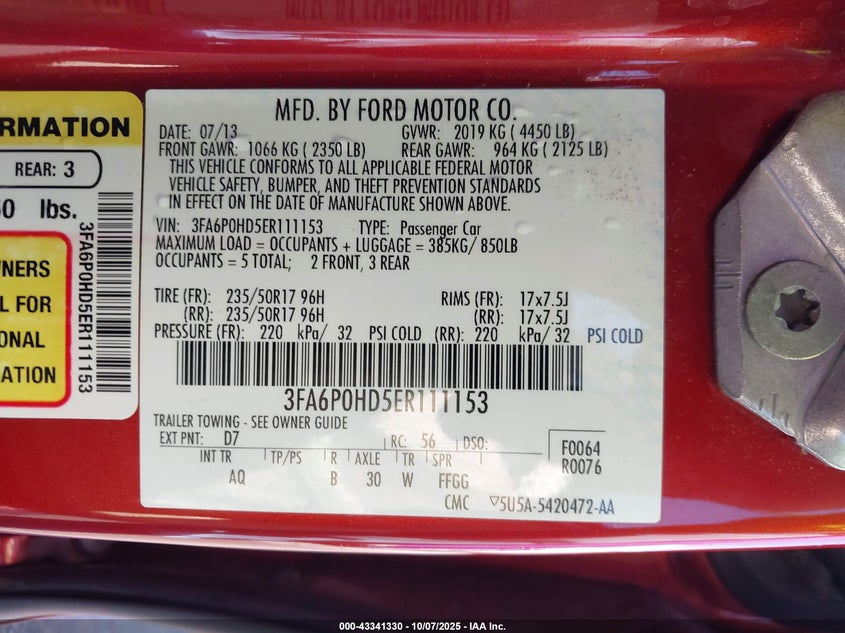 MFD. BY FORD MOTOR CO.
DATE: 07/13 GVWR: 2019 KG ( 4450 LB)
FRONT GAWR: 1066 KG ( 2350 LB) REAR GAWR: 964 KG ( 2125 LB)
THIS VEHICLE CONFORMS TO ALL APPLICABLE FEDERAL MOTOR
VEHICLE SAFETY, BUMPER, AND THEFT PREVENTION STANDARDS
IN EFFECT ON THE DATE OF MANUFACTURE SHOWN ABOVE.
VIN: 3FA6P0HD5ER111153 TYPE: Passenger Car
MAXIMUM LOAD = OCCUPANTS + LUGGAGE = 385KG/ 850LB
OCCUPANTS = 5 TOTAL; 2 FRONT, 3 REAR
TIRE (FR): 235/50R17 96H RIMS (FR): 17x7.5J
(RR): 235/50R17 96H (RR): 17x7.5J
PRESSURE (FR): 220 kPa/ 32 PSI COLD (RR): 220 kPa/ 32 PSI COLD
3FA6P0HD5ER111153
TRAILER TOWING - SEE OWNER GUIDE
EXT PNT: D7 RC: 56 DSO: F0064
R0076
INT TR TP/PS R AXLE TR SPR
AQ B 30 W FFGG
CMC ▽5U5A-5420472-AA
RMATION
REAR: 3
lbs.
WNERS
L FOR
ONAL
ATION
3FA6P0HD5ER111153
000-43341330 - 10/07/2025 - IAA Inc.